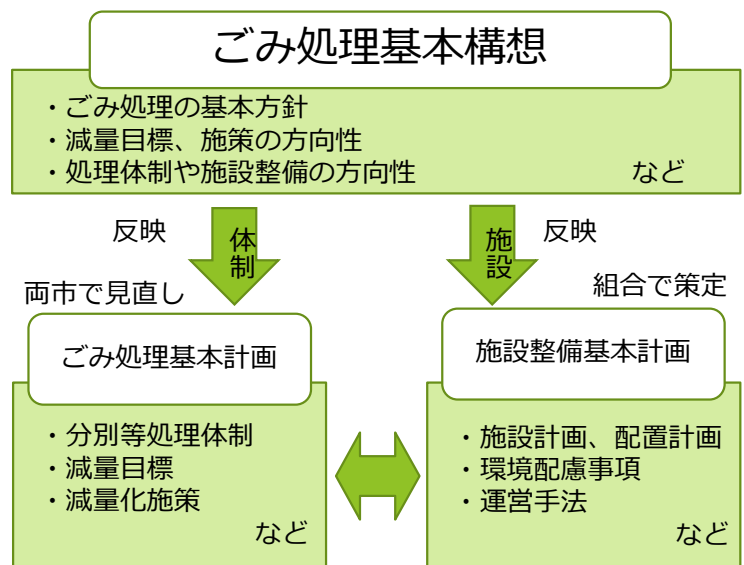 ごみ処理基本構想
・ごみ処理の基本方針
・減量目標、施策の方向性
・処理体制や施設整備の方向性
など
反映
体制
施設
反映
両市で見直し
組合で策定
ごみ処理基本計画
・分別等処理体制
・減量目標
・減量化施策
など
施設整備基本計画
・施設計画、配置計画
・環境配慮事項
・運営手法
など